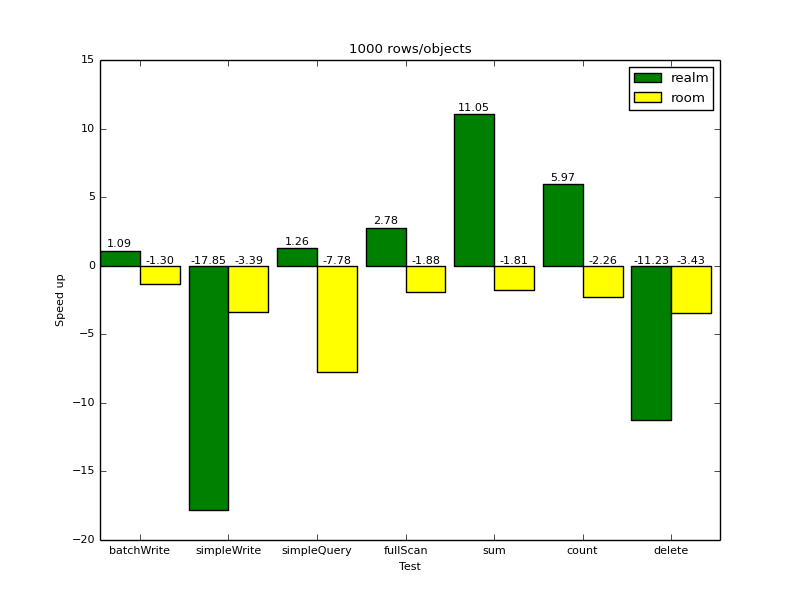 1000 rows/objects
realm
room
15
10
5
0
−5
−10
−15
−20
Speed up
1.09
-1.30
-17.85
-3.39
1.26
-7.78
2.78
-1.88
11.05
-1.81
5.97
-2.26
-11.23
-3.43
batchWrite
simpleWrite
simpleQuery
fullScan
sum
count
delete
Test